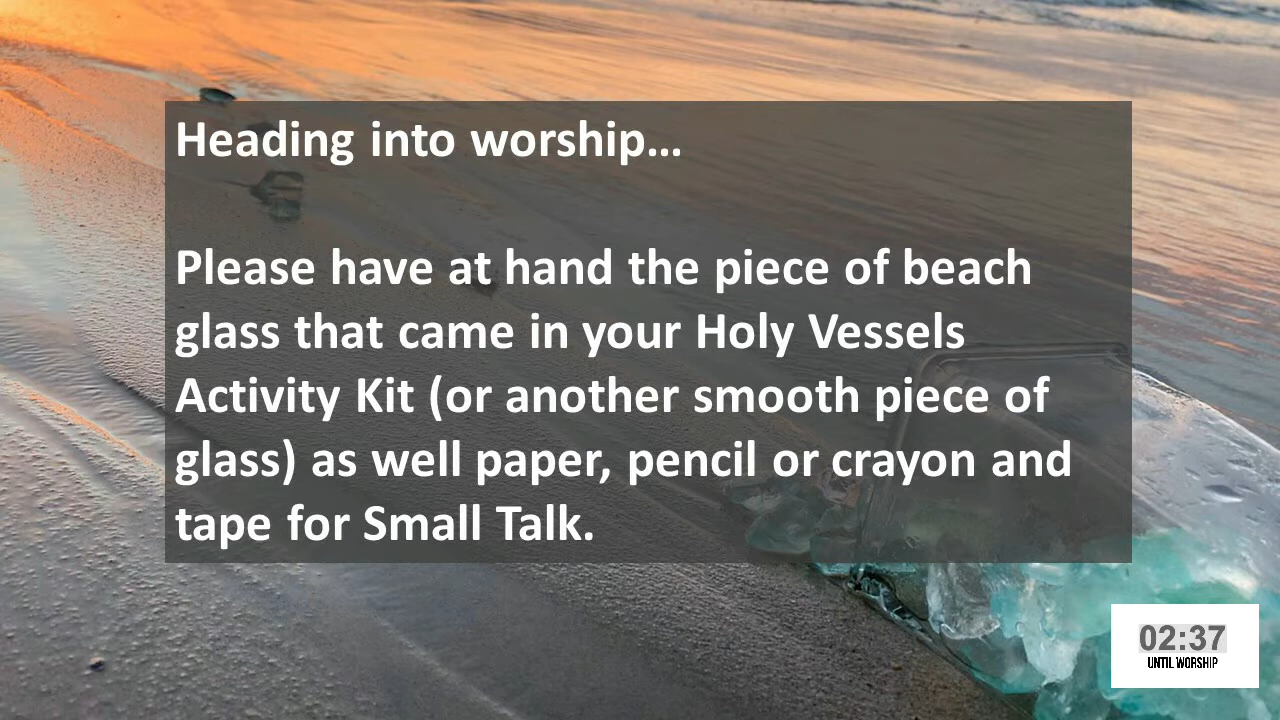 Heading into worship...
Please have at hand the piece of beach
glass that came in your Holy Vessels
Activity Kit (or another smooth piece of
glass) as well paper, pencil or crayon and
tape for Small Talk.
02:37
UNTIL WORSHIP